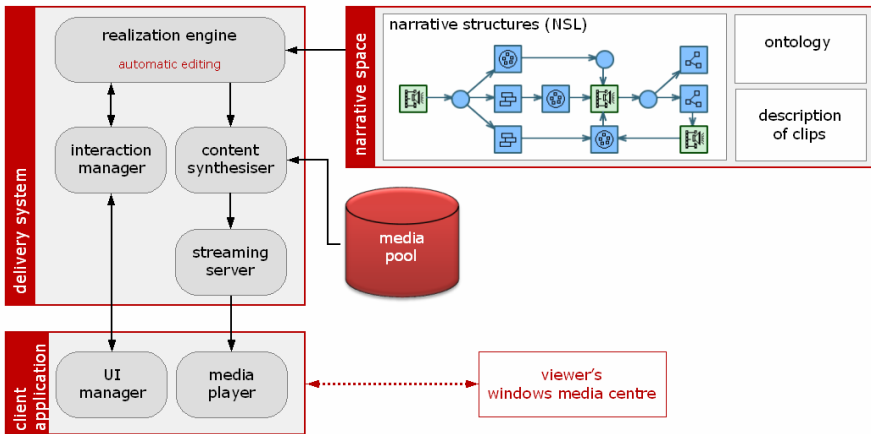 realization engine
automatic editing
interaction
manager
content
synthesiser
streaming
server
delivery system
narrative space
narrative structures (NSL)
ontology
description
of clips
media
pool
client
application
UI
manager
media
player
viewer's
windows media centre